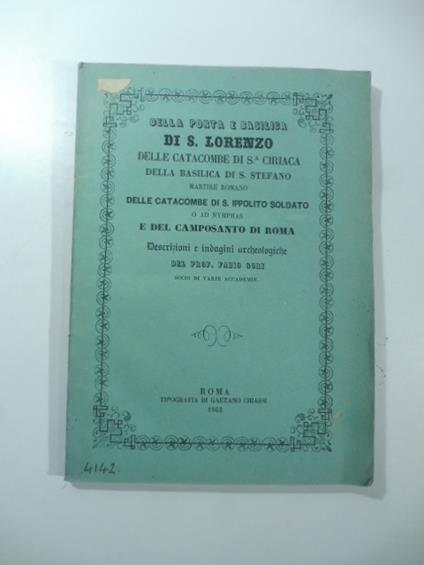 DELLA PORTA E BASILICA
DI S. LORENZO
DELLE CATACOMBE DI S.A CIRIACA
DELLA BASILICA DI S. STEFANO
MARTIRE ROMANO
DELLE CATACOMBE DI S. IPPOLITO SOLDATO
O AD NYMPHAS
E DEL CAMPOSANTO DI ROMA
Descrizioni e indagini archeologiche
DEL PROF. FABIO GORI
SOCIO DI VARIE ACCADEMIE.
ROMA
TIPOGRAFIA DI GAETANO CHIASSI
1862
4142.